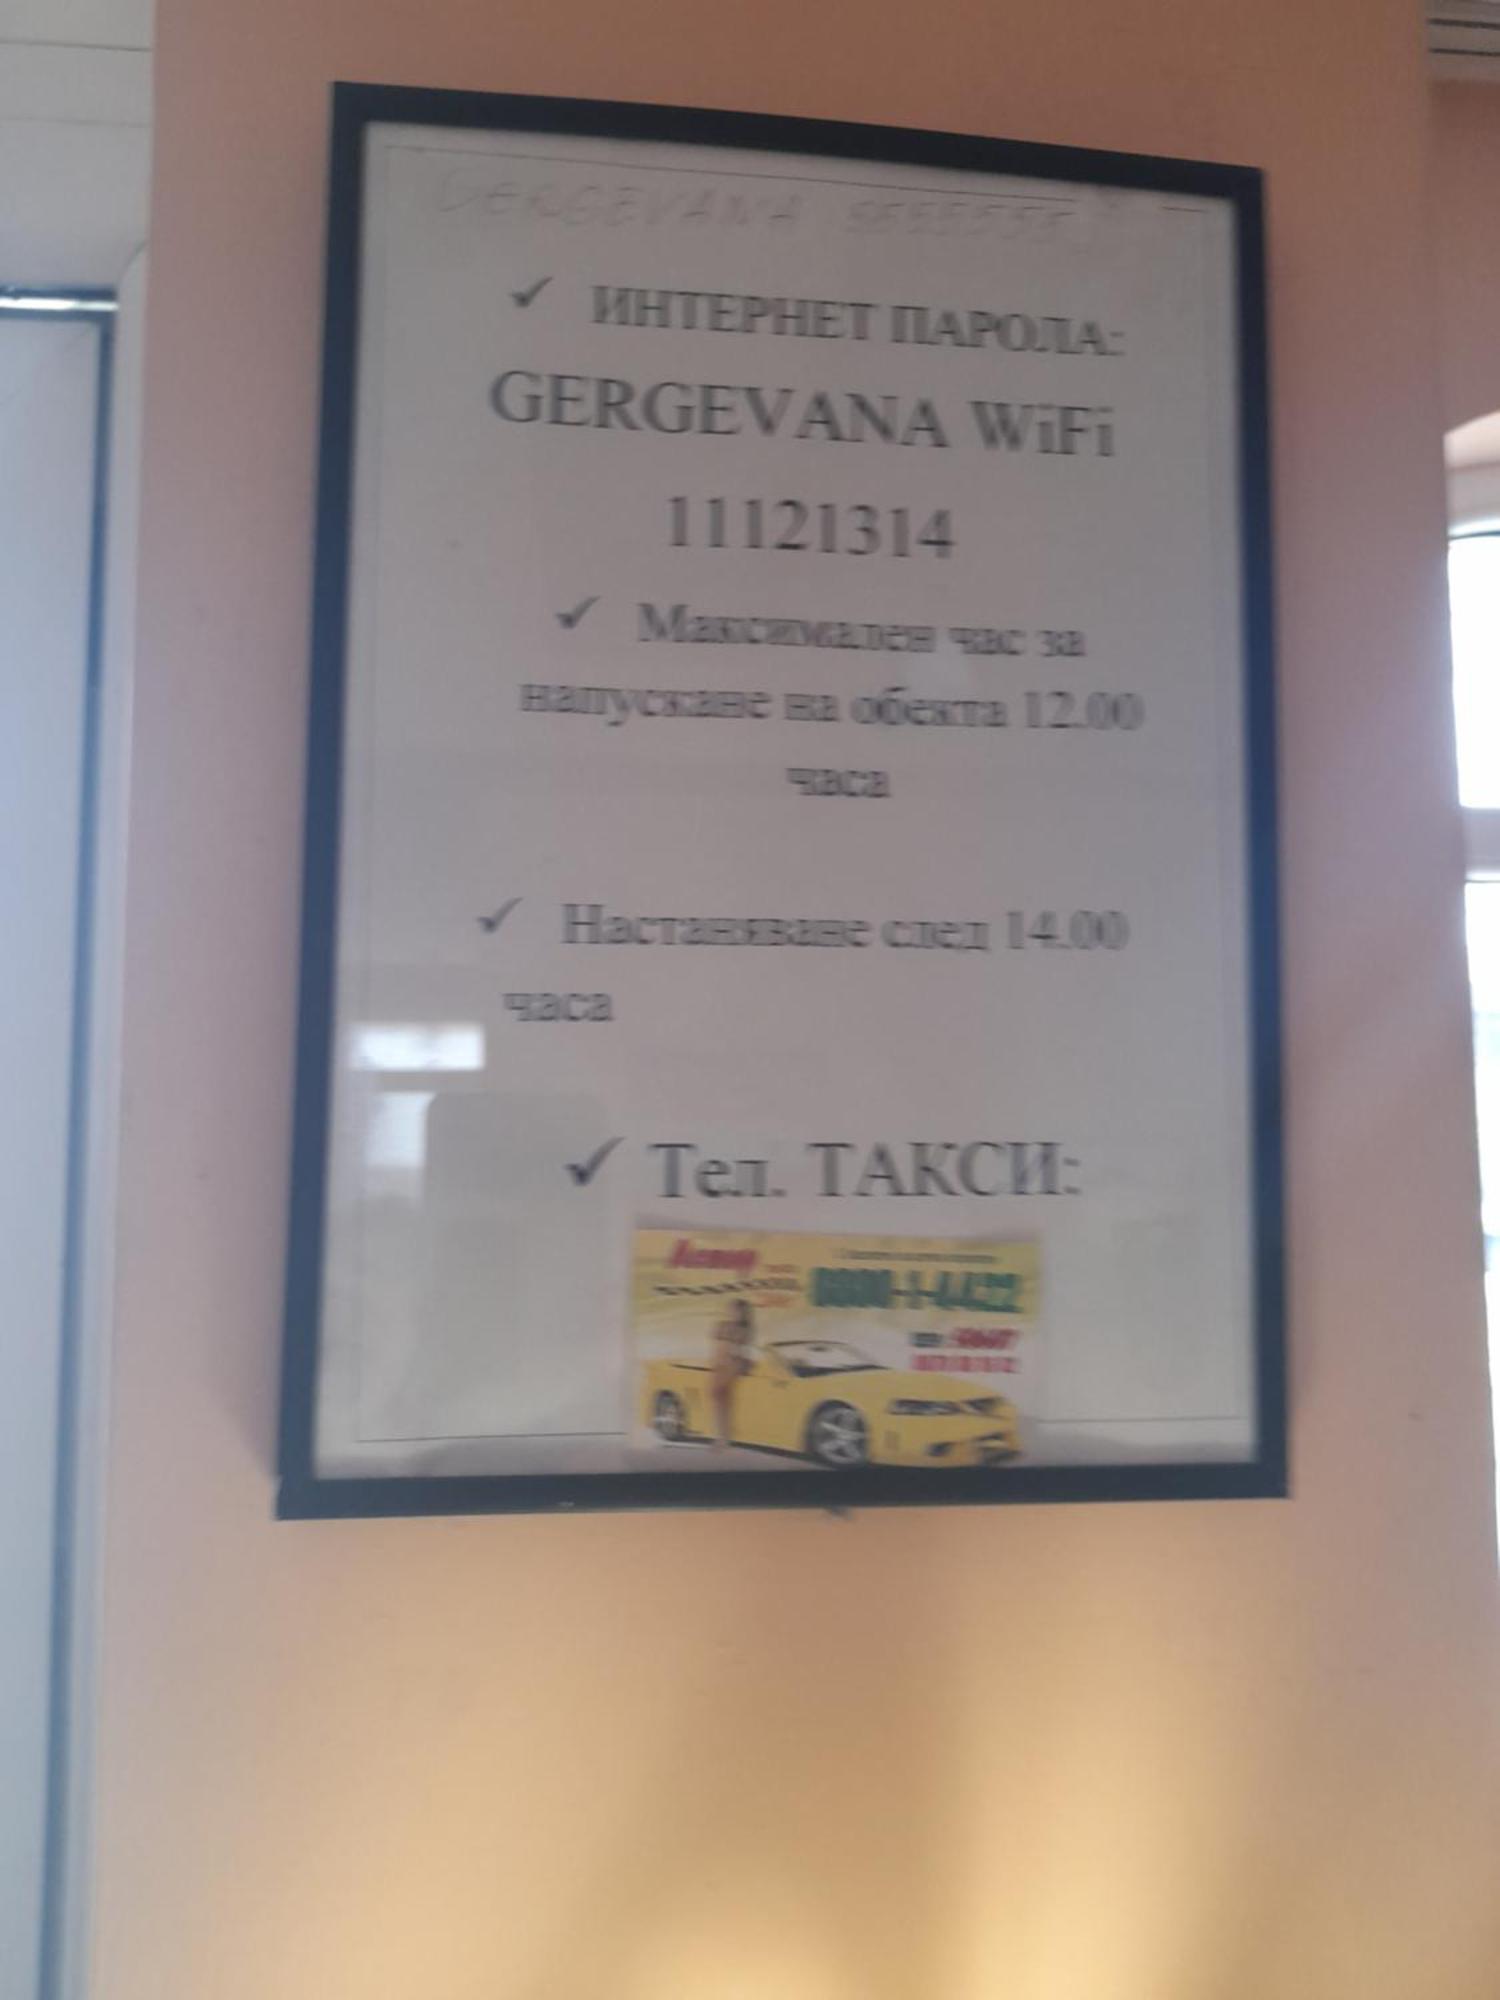 GERGEVANA
✓ ИНТЕРНЕТ ПАРОЛА:
GERGEVANA WiFi
11121314
✓ Максимален час за
напускане на обекта 12.00
часа
✓ Настаняване след 14.00
часа
✓ Тел. ТАКСИ: